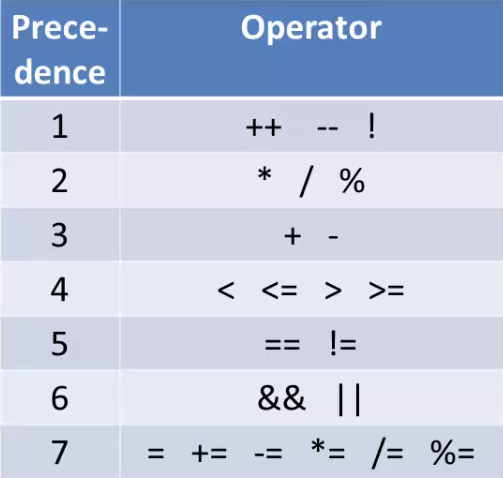 Prece-
dence
Operator
1 ++ -- !
2 * / %
3 + -
4 < <= > >=
5 == !=
6 && ||
7 = += -= *= /= %=